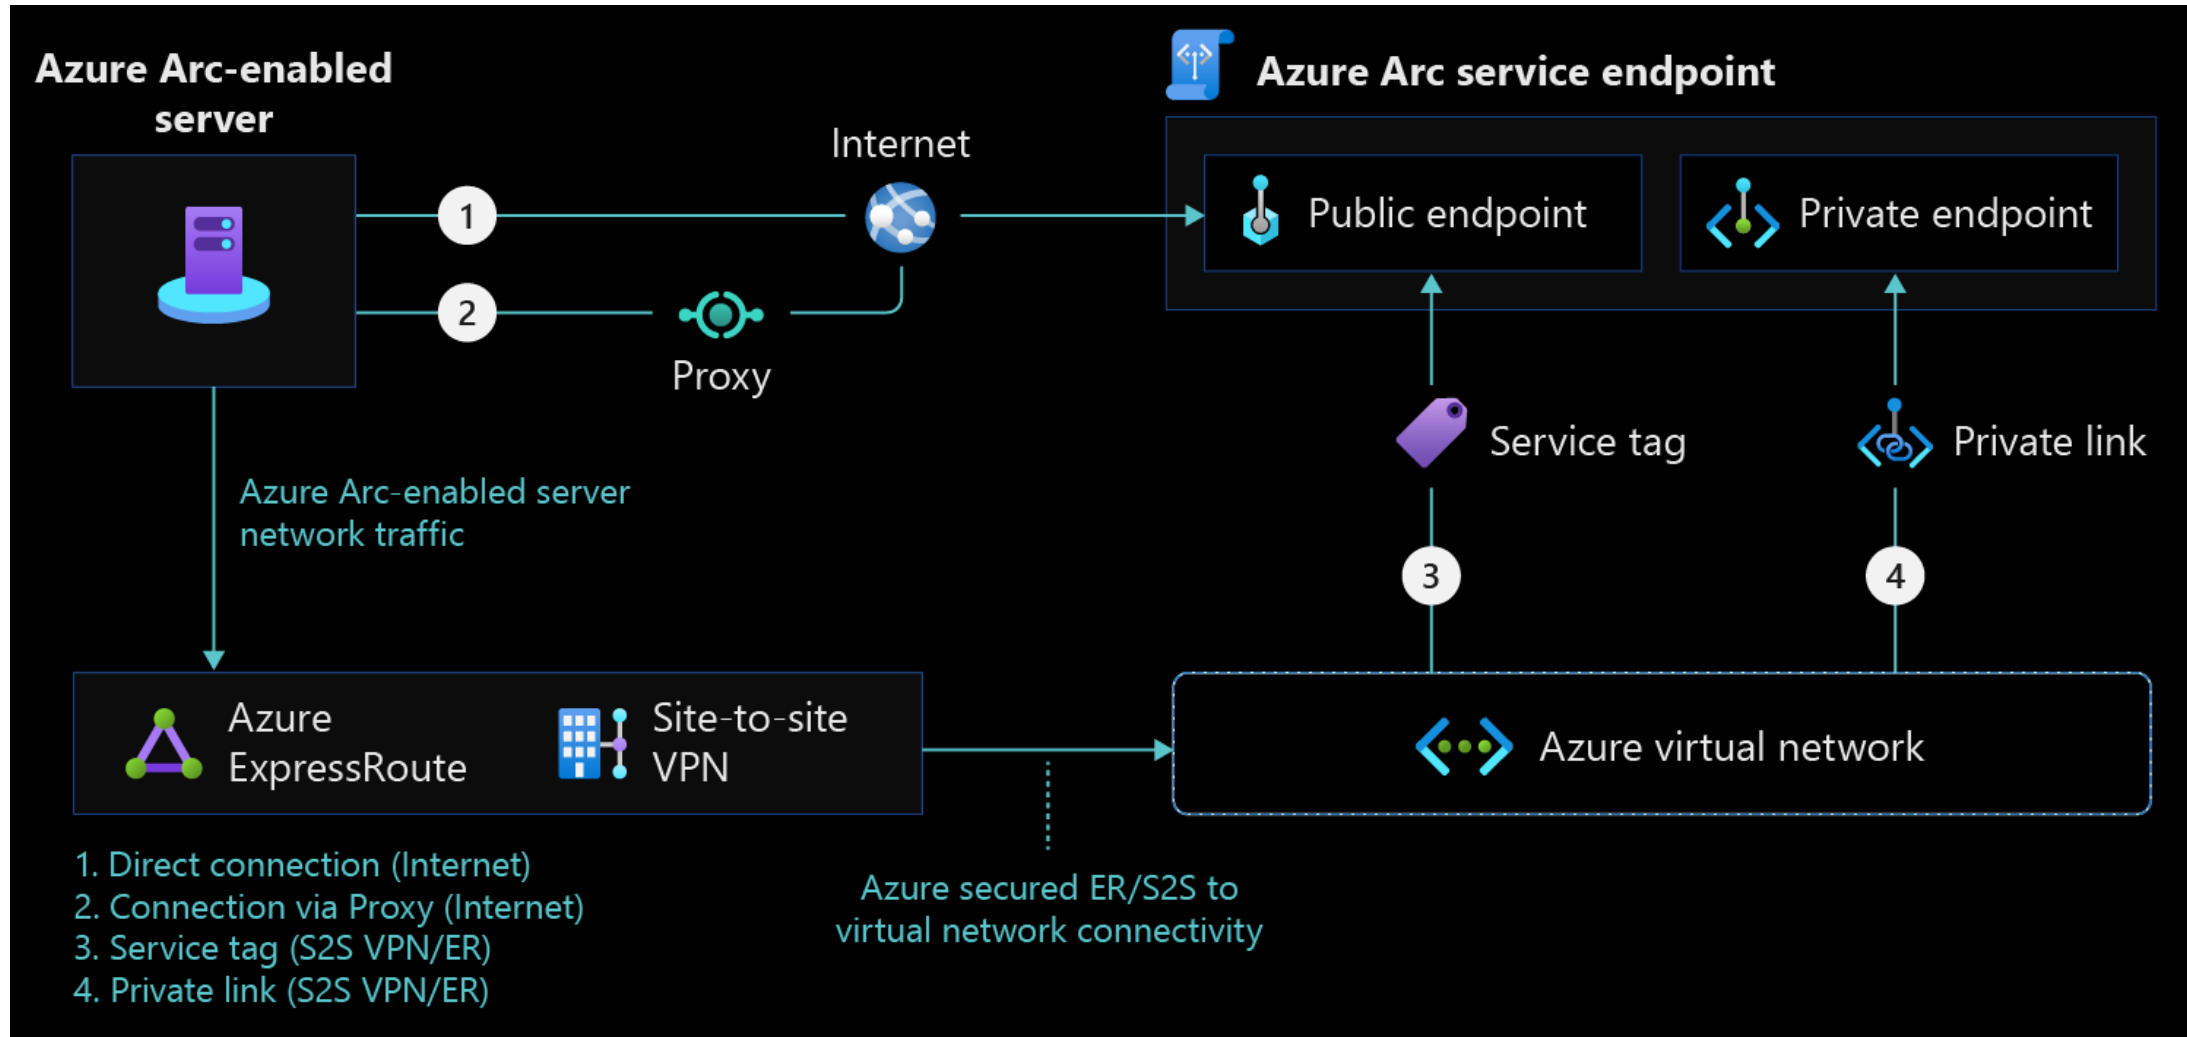 Azure Arc-enabled
server
Azure Arc service endpoint
Internet
Public endpoint
Private endpoint
1
2
Proxy
Service tag
Private link
Azure Arc-enabled server
network traffic
3
4
Azure
ExpressRoute
Site-to-site
VPN
Azure virtual network
1. Direct connection (Internet)
2. Connection via Proxy (Internet)
3. Service tag (S2S VPN/ER)
4. Private link (S2S VPN/ER)
Azure secured ER/S2S to
virtual network connectivity